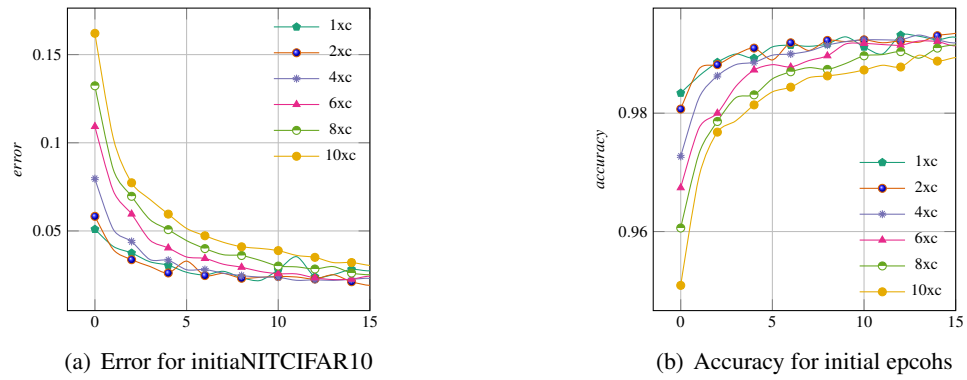 0.15
0.1
0.05
error
0 5 10 15
1xc
2xc
4xc
6xc
8xc
10xc
(a) Error for initiaNITCIFAR10
0.98
0.96
accuracy
0 5 10 15
1xc
2xc
4xc
6xc
8xc
10xc
(b) Accuracy for initial epcohs